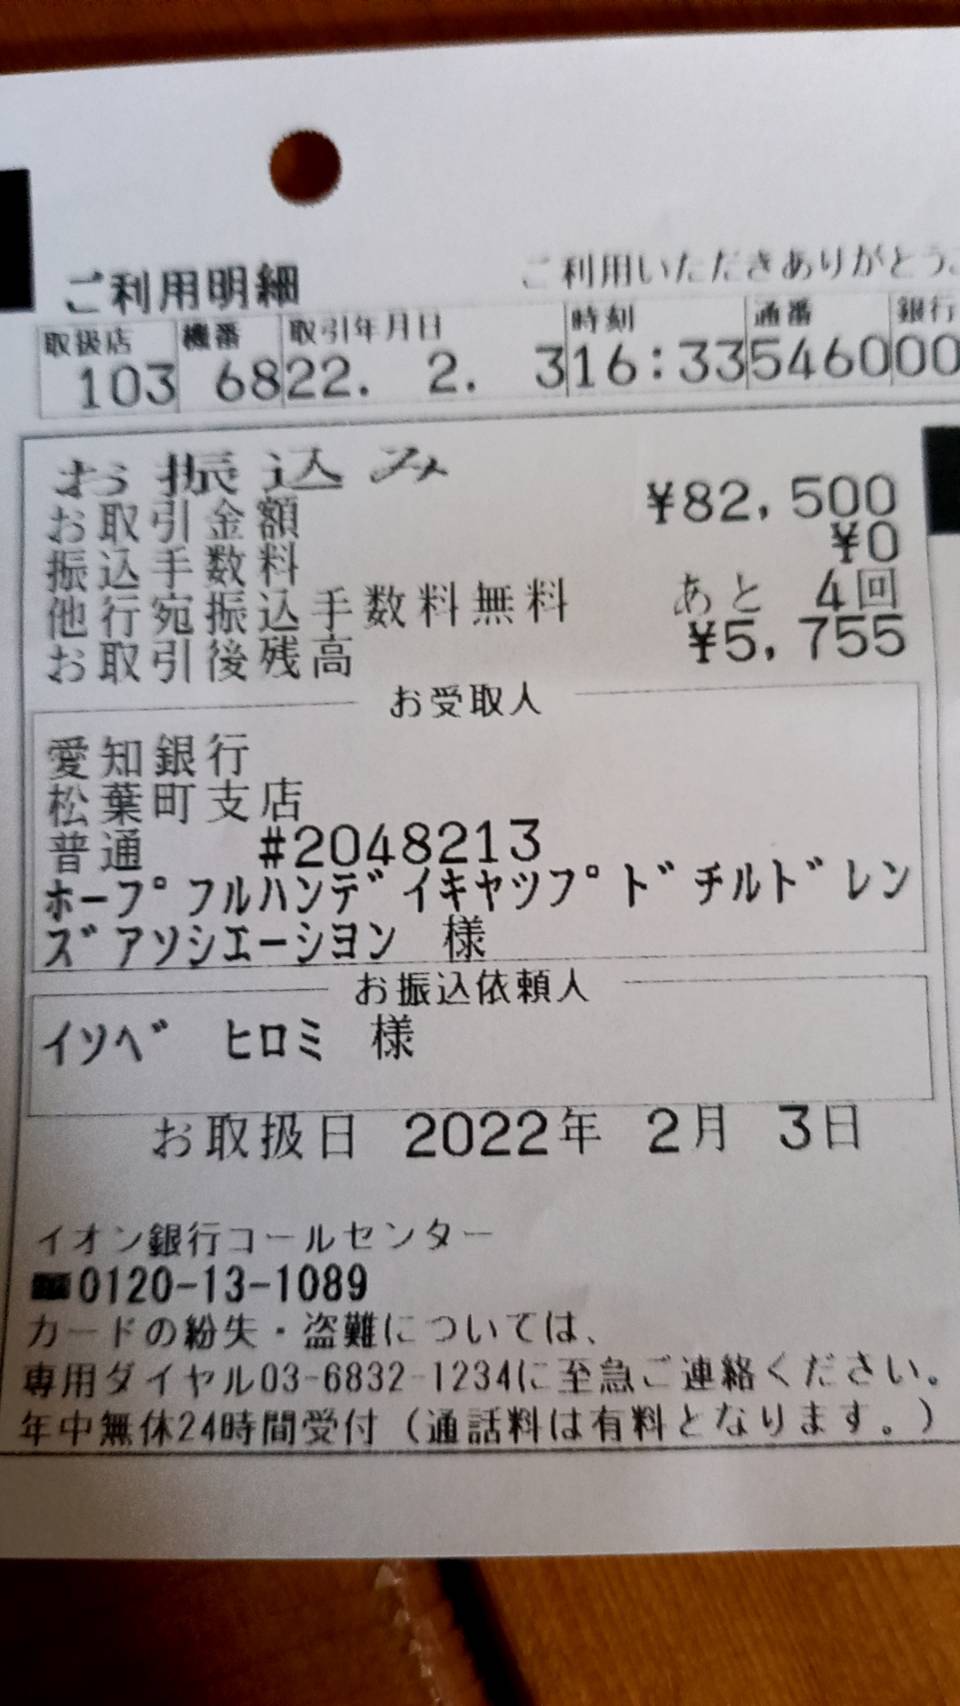 ご利用明細
ご利用いただきありがとう
取扱店 機番 取引年月日 時刻 通番 銀行
103 68 22. 2. 3 16:33 5460 00
お振込み
お取引金額 ¥82,500
振込手数料 ¥0
他行宛振込手数料無料 あと 4回
お取引後残高 ¥5,755
お受取人
愛知銀行
松葉町支店
普通 #2048213
ホープフルハンディキャップドチルドレン
ズアソシエーション 様
お振込依頼人
イソベ ヒロミ 様
お取扱日 2022年 2月 3日
イオン銀行コールセンター
☎0120-13-1089
カードの紛失・盗難については、
専用ダイヤル03-6832-1234に至急ご連絡ください。
年中無休24時間受付(通話料は有料となります。)